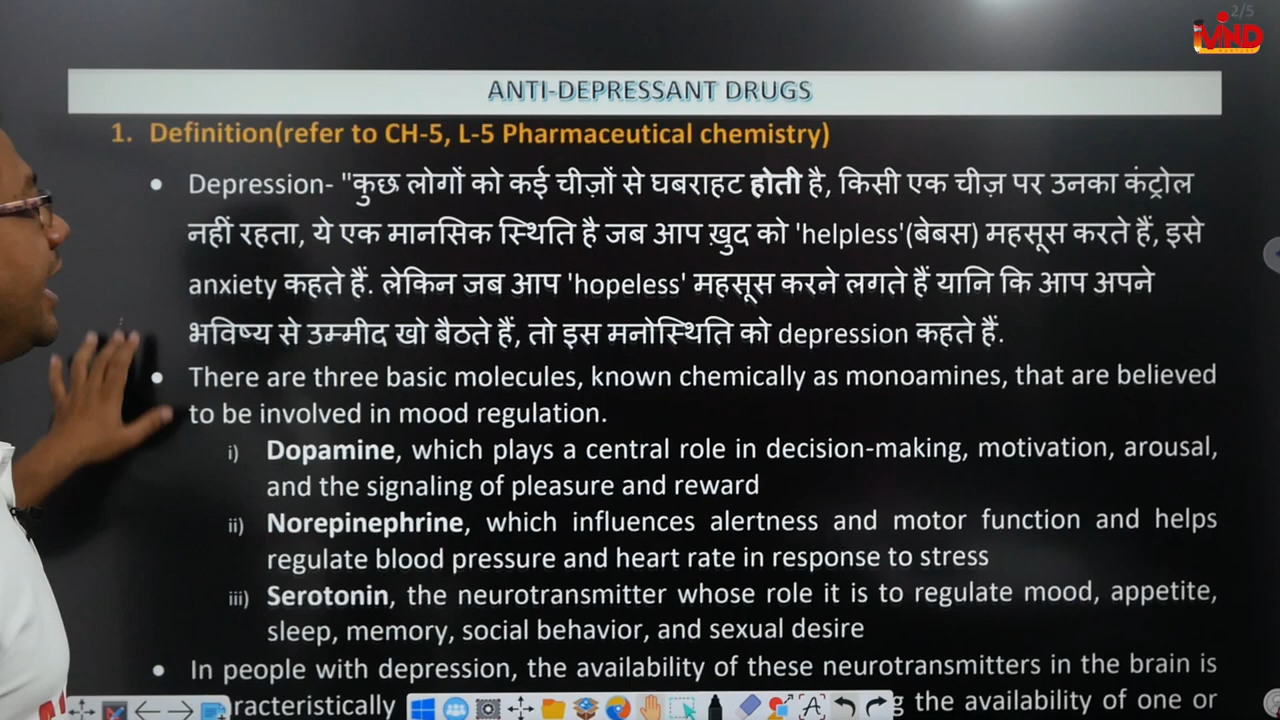 2/5
MIND
ANTI-DEPRESSANT DRUGS
1. Definition(refer to CH-5, L-5 Pharmaceutical chemistry)
• Depression- "कुछ लोगों को कई चीज़ों से घबराहट होती है, किसी एक चीज़ पर उनका कंट्रोल
नहीं रहता, ये एक मानसिक स्थिति है जब आप ख़ुद को 'helpless'(बेबस) महसूस करते हैं, इसे
anxiety कहते हैं. लेकिन जब आप 'hopeless' महसूस करने लगते हैं यानि कि आप अपने
भविष्य से उम्मीद खो बैठते हैं, तो इस मनोस्थिति को depression कहते हैं.
• There are three basic molecules, known chemically as monoamines, that are believed
to be involved in mood regulation.
i) Dopamine, which plays a central role in decision-making, motivation, arousal,
and the signaling of pleasure and reward
ii) Norepinephrine, which influences alertness and motor function and helps
regulate blood pressure and heart rate in response to stress
iii) Serotonin, the neurotransmitter whose role it is to regulate mood, appetite,
sleep, memory, social behavior, and sexual desire
• In people with depression, the availability of these neurotransmitters in the brain is
racteristically the availability of one or